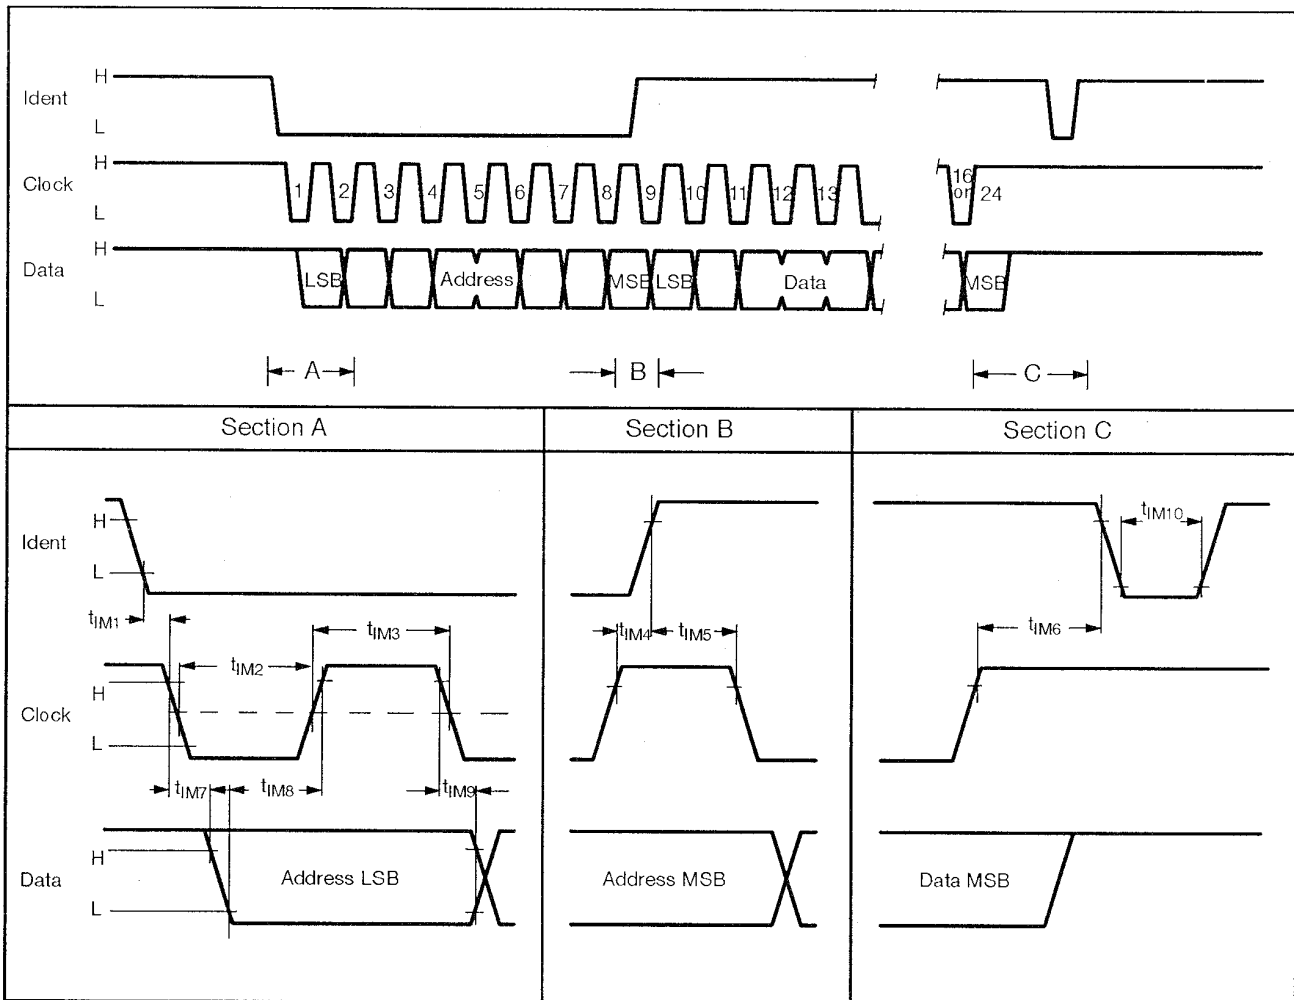 H
Ident
L
H
Clock
L
1 2 3 4 5 6 7 8 9 10 11 12 13
16 or 24
H
Data
L
LSB Address MSB LSB Data MSB
A B C
Section A Section B Section C
H
Ident
L
tIM10
tIM1 tIM3 tIM4 tIM5 tIM6
tIM2
H
Clock
L
tIM7 tIM8 tIM9
H
Data
L
Address LSB Address MSB Data MSB